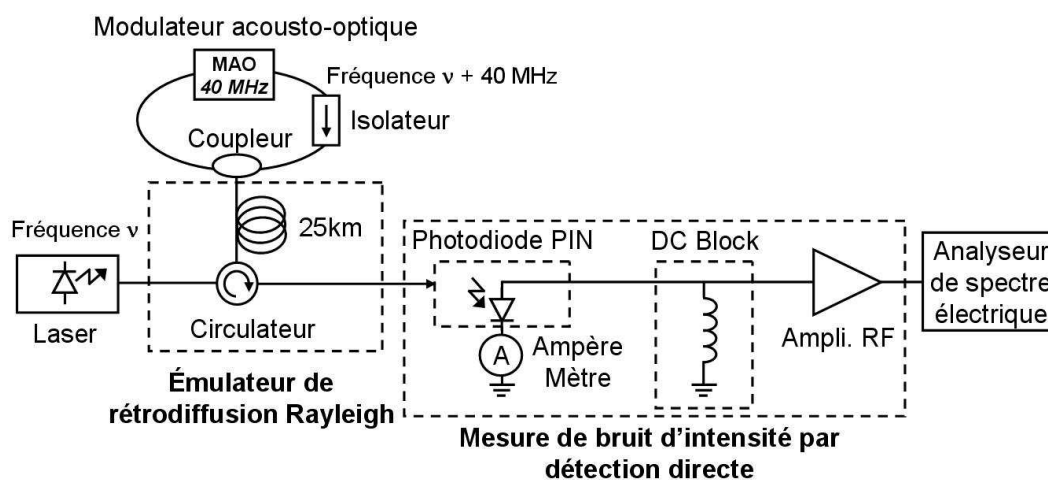 Modulateur acousto-optique
MAO
40 MHz
Fréquence ν + 40 MHz
Isolateur
Coupleur
25km
Fréquence ν
Laser
Circulateur
Émulateur de
rétrodiffusion Rayleigh
Photodiode PIN
DC Block
A
Ampère
Mètre
Ampli. RF
Analyseur
de spectre
électrique
Mesure de bruit d'intensité par
détection directe